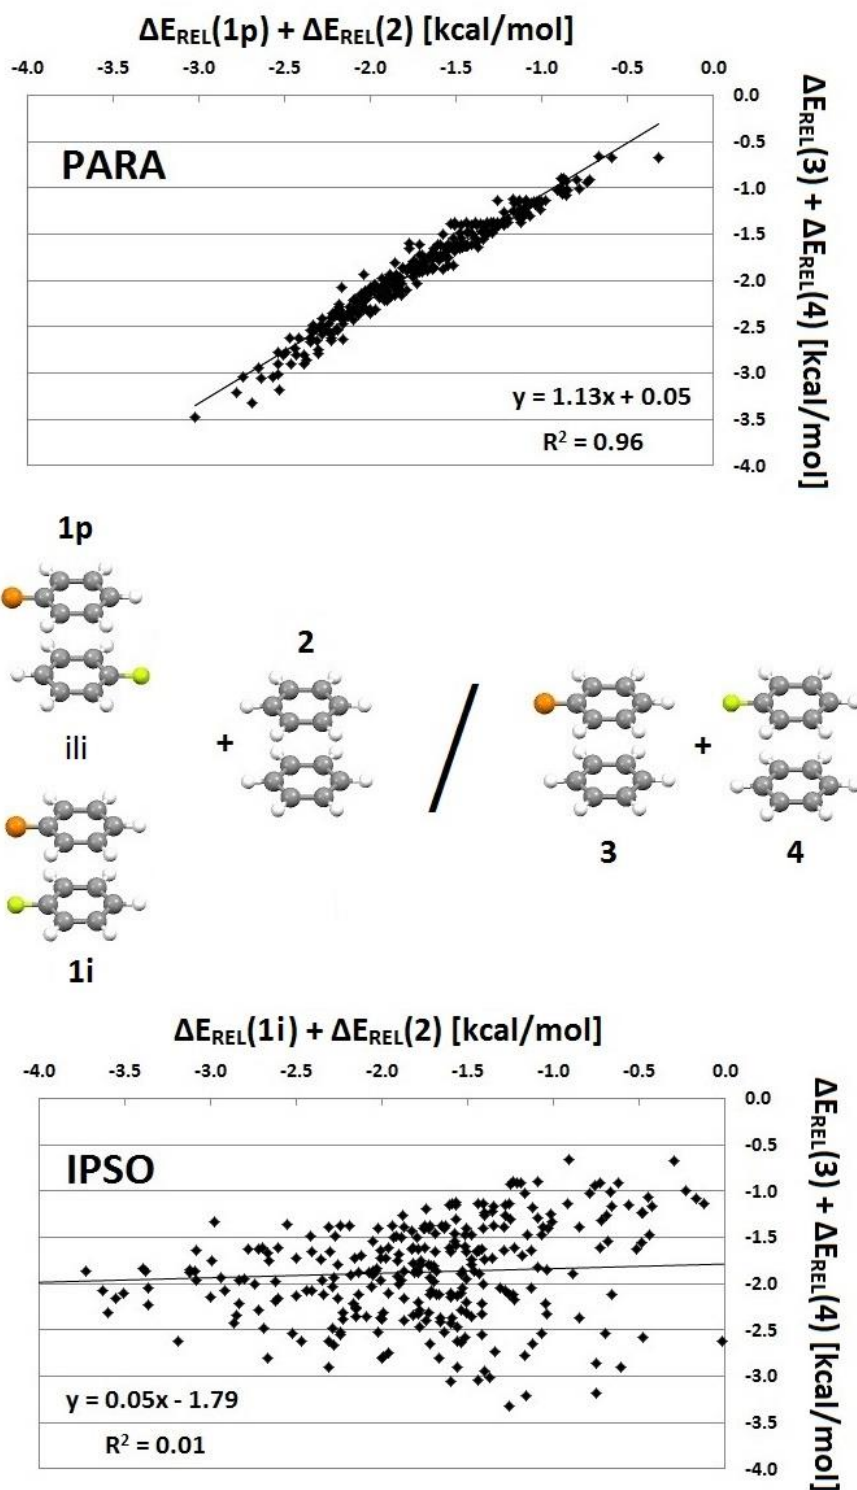 ΔE_REL(1p) + ΔE_REL(2) [kcal/mol]
-4.0 -3.0 -2.5 -2.0 -1.5 -1.0 -0.5 0.0
0.0
-0.5
-1.0
-1.5
-2.0
-2.5
-3.0
-3.5
-4.0
ΔE_REL(3) + ΔE_REL(4) [kcal/mol]
PARA
y = 1.13x + 0.05
R² = 0.96
1p
ili
1i
+
2
/
3
+
4
ΔE_REL(1i) + ΔE_REL(2) [kcal/mol]
-4.0 -3.5 -3.0 -2.5 -2.0 -1.5 -1.0 -0.5 0.0
0.0
-0.5
-1.0
-1.5
-2.0
-2.5
-3.0
-3.5
-4.0
ΔE_REL(3) + ΔE_REL(4) [kcal/mol]
IPSO
y = 0.05x - 1.79
R² = 0.01